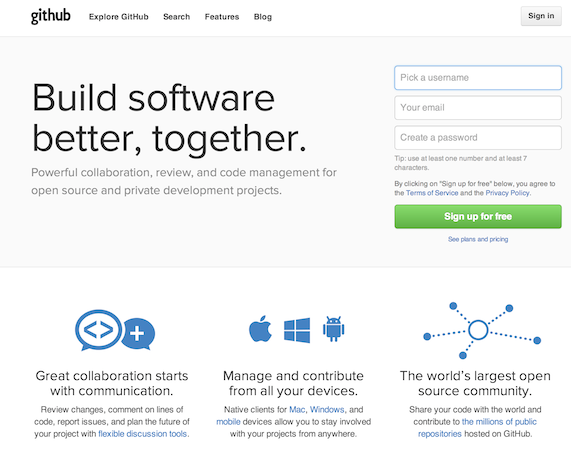 github Explore GitHub Search Features Blog Sign in
Build software
better, together.
Powerful collaboration, review, and code management for
open source and private development projects.
Pick a username
Your email
Create a password
Tip: use at least one number and at least 7
characters.
By clicking on "Sign up for free" below, you agree to
the Terms of Service and the Privacy Policy.
Sign up for free
See plans and pricing
Great collaboration starts
with communication.
Review changes, comment on lines of
code, report issues, and plan the future of
your project with flexible discussion tools.
Manage and contribute
from all your devices.
Native clients for Mac, Windows, and
mobile devices allow you to stay involved
with your projects from anywhere.
The world's largest open
source community.
Share your code with the world and
contribute to the millions of public
repositories hosted on GitHub.